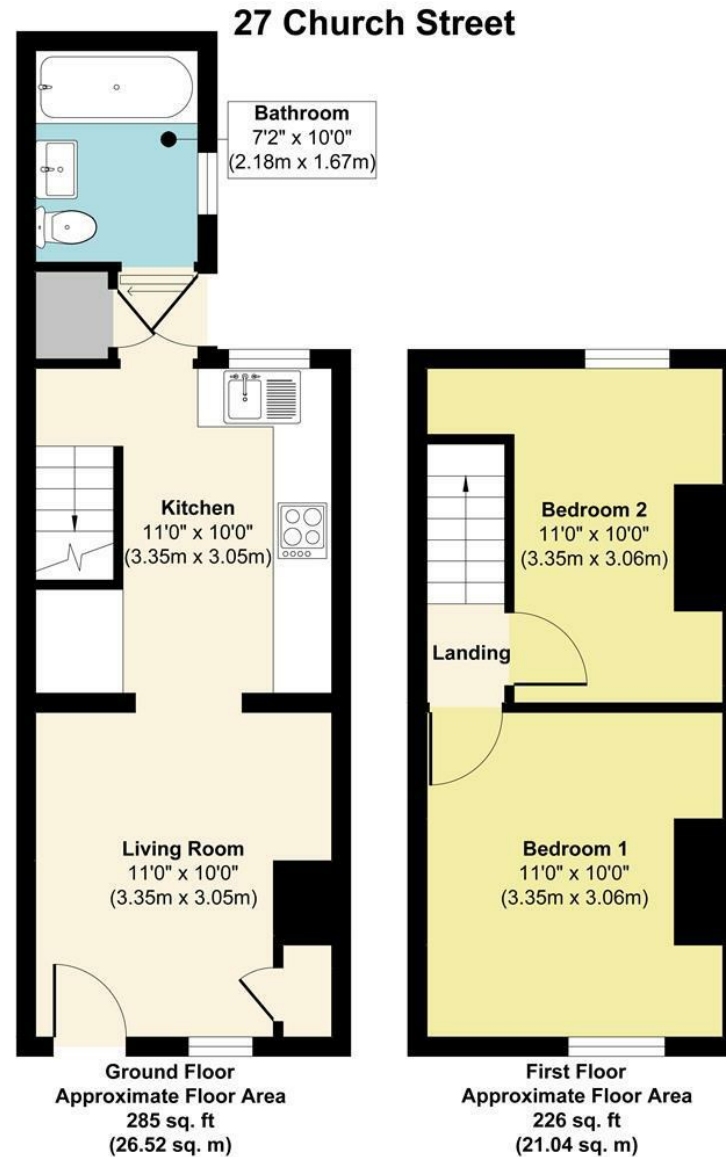 27 Church Street
Bathroom
7'2" x 10'0"
(2.18m x 1.67m)
Kitchen
11'0" x 10'0"
(3.35m x 3.05m)
Living Room
11'0" x 10'0"
(3.35m x 3.05m)
Ground Floor
Approximate Floor Area
285 sq. ft
(26.52 sq. m)
Bedroom 2
11'0" x 10'0"
(3.35m x 3.06m)
Landing
Bedroom 1
11'0" x 10'0"
(3.35m x 3.06m)
First Floor
Approximate Floor Area
226 sq. ft
(21.04 sq. m)